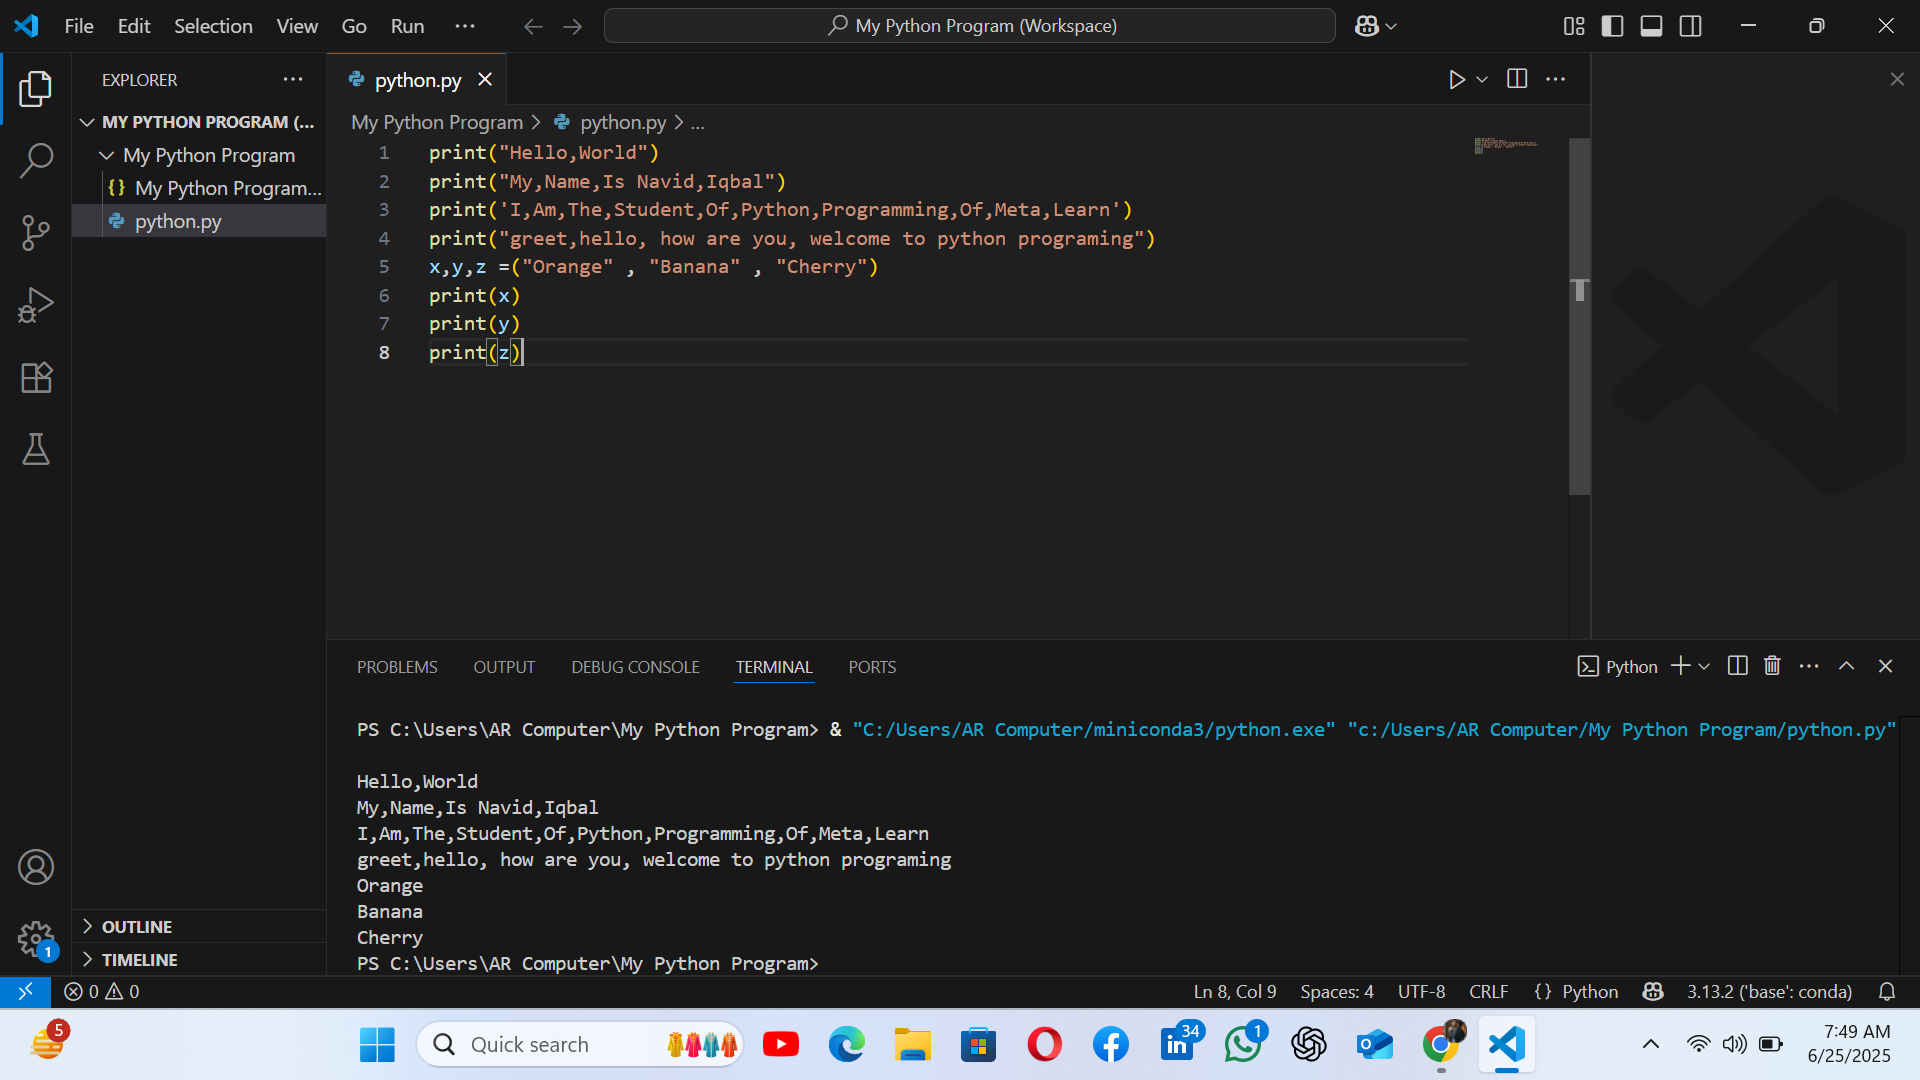 File Edit Selection View Go Run ···
My Python Program (Workspace)
EXPLORER ···
MY PYTHON PROGRAM (...
My Python Program
{} My Python Program...
python.py
python.py
My Python Program > python.py > ...
1 print("Hello,World")
2 print("My,Name,Is Navid,Iqbal")
3 print('I,Am,The,Student,Of,Python,Programming,Of,Meta,Learn')
4 print("greet,hello, how are you, welcome to python programing")
5 x,y,z =("Orange" , "Banana" , "Cherry")
6 print(x)
7 print(y)
8 print(z)
PROBLEMS OUTPUT DEBUG CONSOLE TERMINAL PORTS
Python
PS C:\Users\AR Computer\My Python Program> & "C:/Users/AR Computer/miniconda3/python.exe" "c:/Users/AR Computer/My Python Program/python.py"
Hello,World
My,Name,Is Navid,Iqbal
I,Am,The,Student,Of,Python,Programming,Of,Meta,Learn
greet,hello, how are you, welcome to python programing
Orange
Banana
Cherry
PS C:\Users\AR Computer\My Python Program>
OUTLINE
TIMELINE
1
0 0
Ln 8, Col 9 Spaces: 4 UTF-8 CRLF {} Python 3.13.2 ('base': conda)
5
Quick search
34
1
7:49 AM
6/25/2025